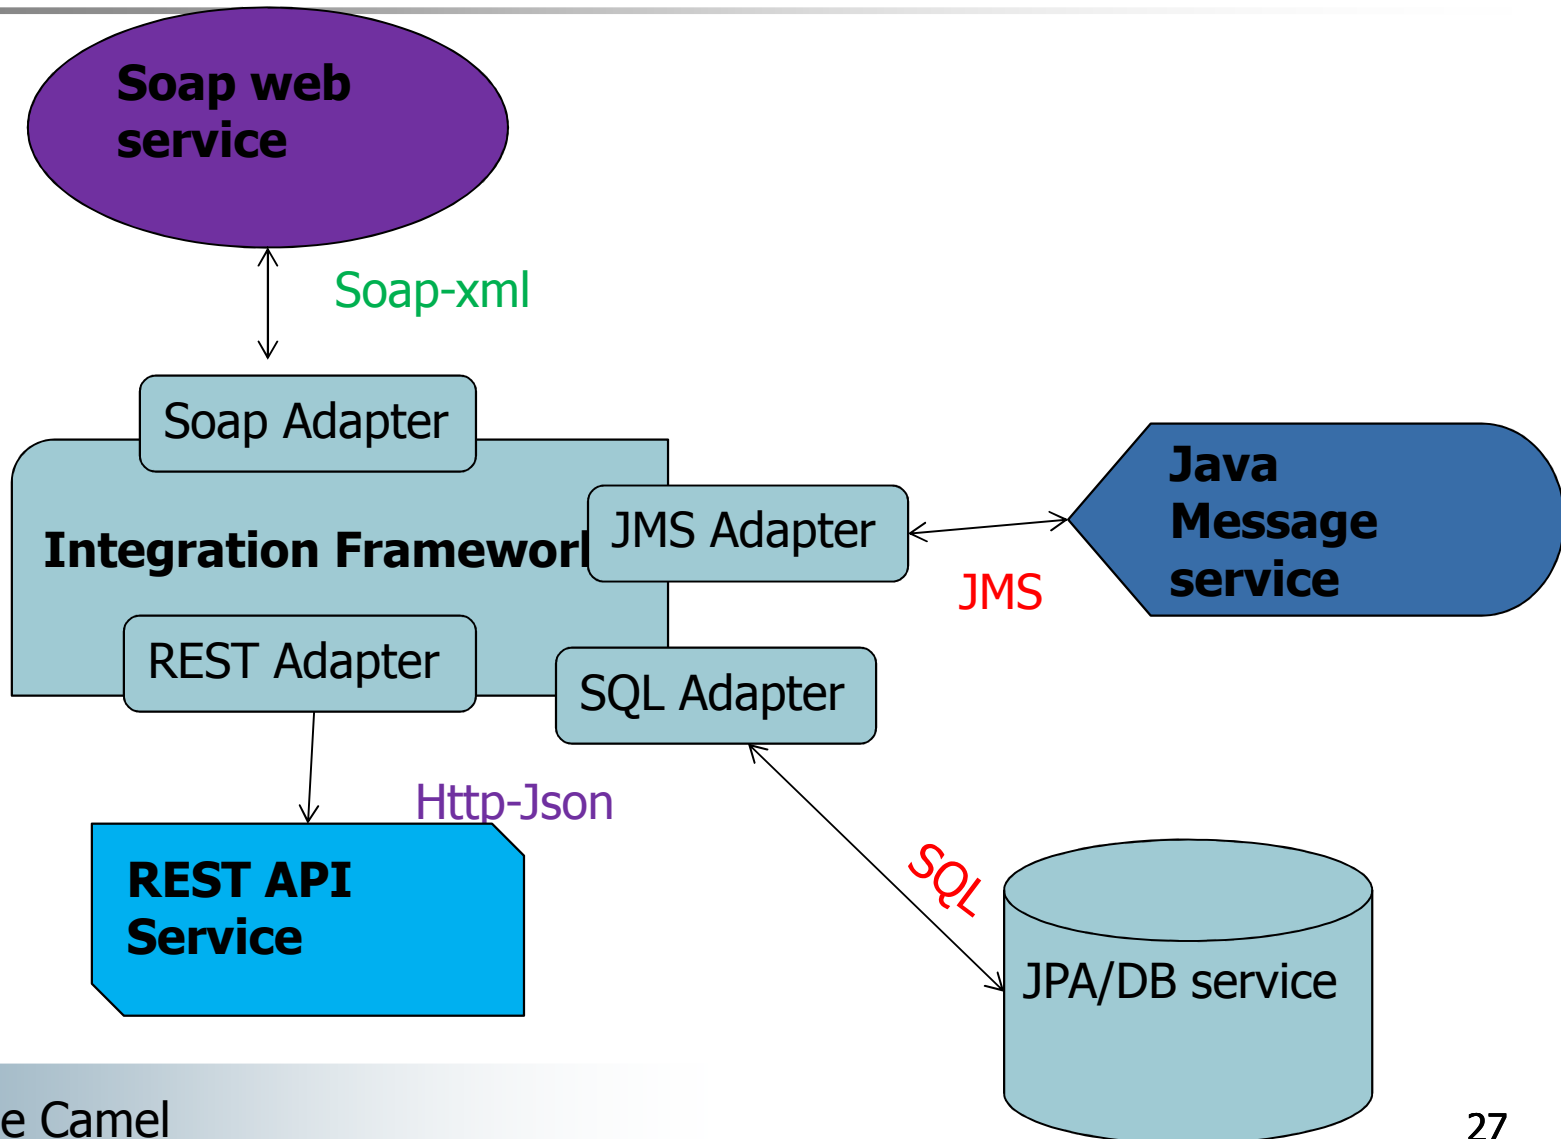 Soap web
service
Soap-xml
Soap Adapter
Integration Framework
JMS Adapter
Java
Message
service
JMS
REST Adapter
SQL Adapter
Http-Json
REST API
Service
SQL
JPA/DB service
e Camel
27